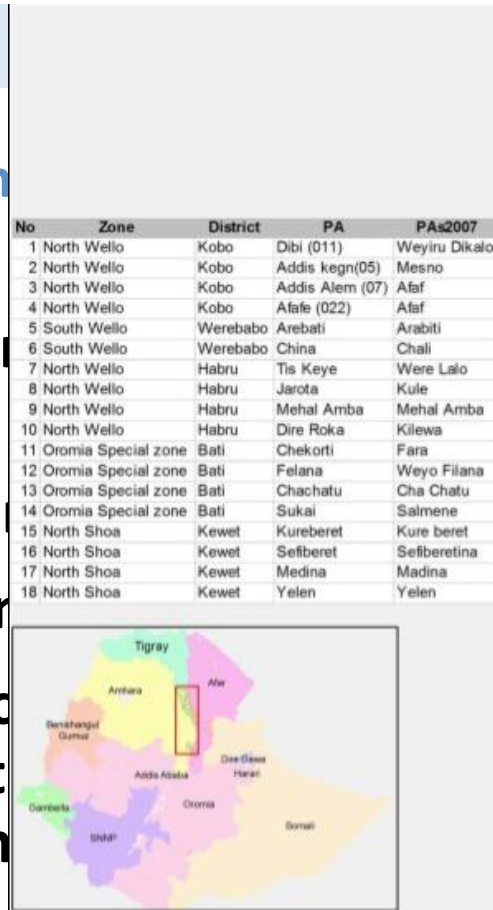 No Zone District PA PAs2007
1 North Wello Kobo Dibi (011) Weyiru Dikalo
2 North Wello Kobo Addis kegn(05) Mesno
3 North Wello Kobo Addis Alem (07) Afaf
4 North Wello Kobo Afafe (022) Afaf
5 South Wello Werebabo Arebati Arabiti
6 South Wello Werebabo China Chali
7 North Wello Habru Tis Keye Were Lalo
8 North Wello Habru Jarota Kule
9 North Wello Habru Mehal Amba Mehal Amba
10 North Wello Habru Dire Roka Kilewa
11 Oromia Special zone Bati Chekorti Fara
12 Oromia Special zone Bati Felana Weyo Filana
13 Oromia Special zone Bati Chachatu Cha Chatu
14 Oromia Special zone Bati Sukai Salmene
15 North Shoa Kewet Kureberet Kure beret
16 North Shoa Kewet Sefiberet Sefiberetina
17 North Shoa Kewet Medina Madina
18 North Shoa Kewet Yelen Yelen
Tigray
Afar
Amhara
Benishangul
Gumuz
Dire Dawa
Addis Ababa
Harari
Gambella
Oromia
Somali
SNNP